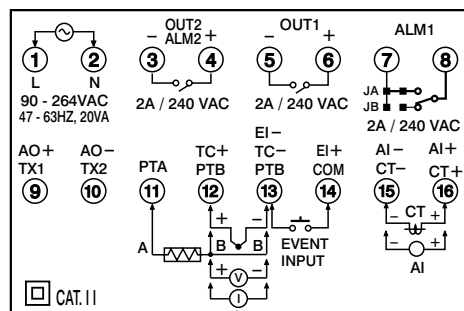 OUT2
ALM2
− +
OUT1
− +
ALM1
1 2 3 4 5 6 7 8
L N
90 - 264VAC
47 - 63HZ, 20VA
2A / 240 VAC
2A / 240 VAC
JA
JB
2A / 240 VAC
AO+
TX1
AO−
TX2
PTA
TC+
PTB
EI−
TC−
PTB
EI+
COM
AI−
CT−
AI+
CT+
9 10 11 12 13 14 15 16
+ −
A B B
EVENT
INPUT
− CT +
− +
AI
+ V −
+ I −
CAT. II